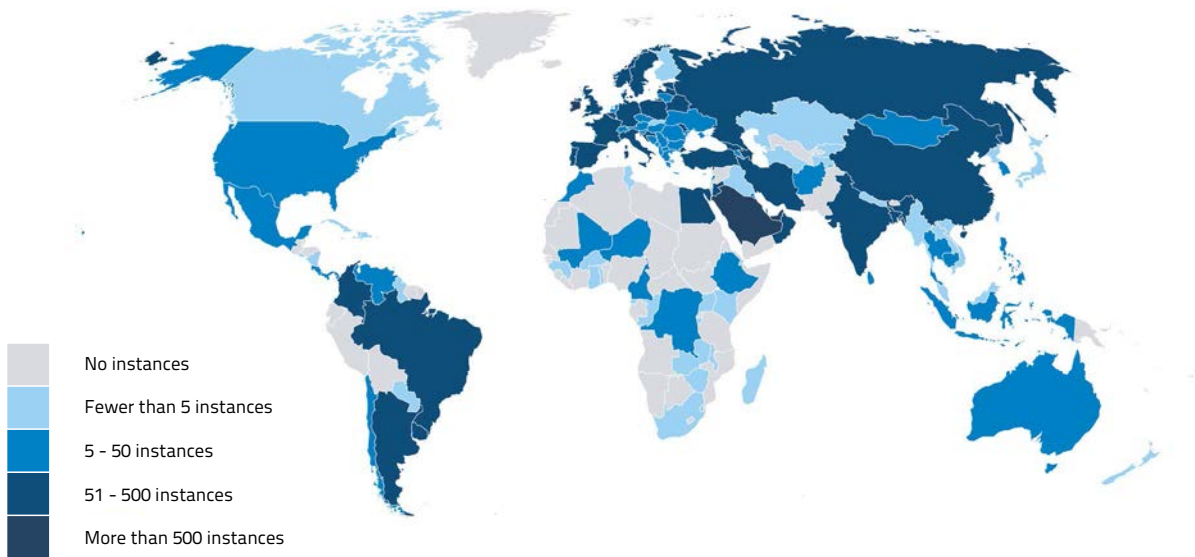 No instances
Fewer than 5 instances
5 - 50 instances
51 - 500 instances
More than 500 instances